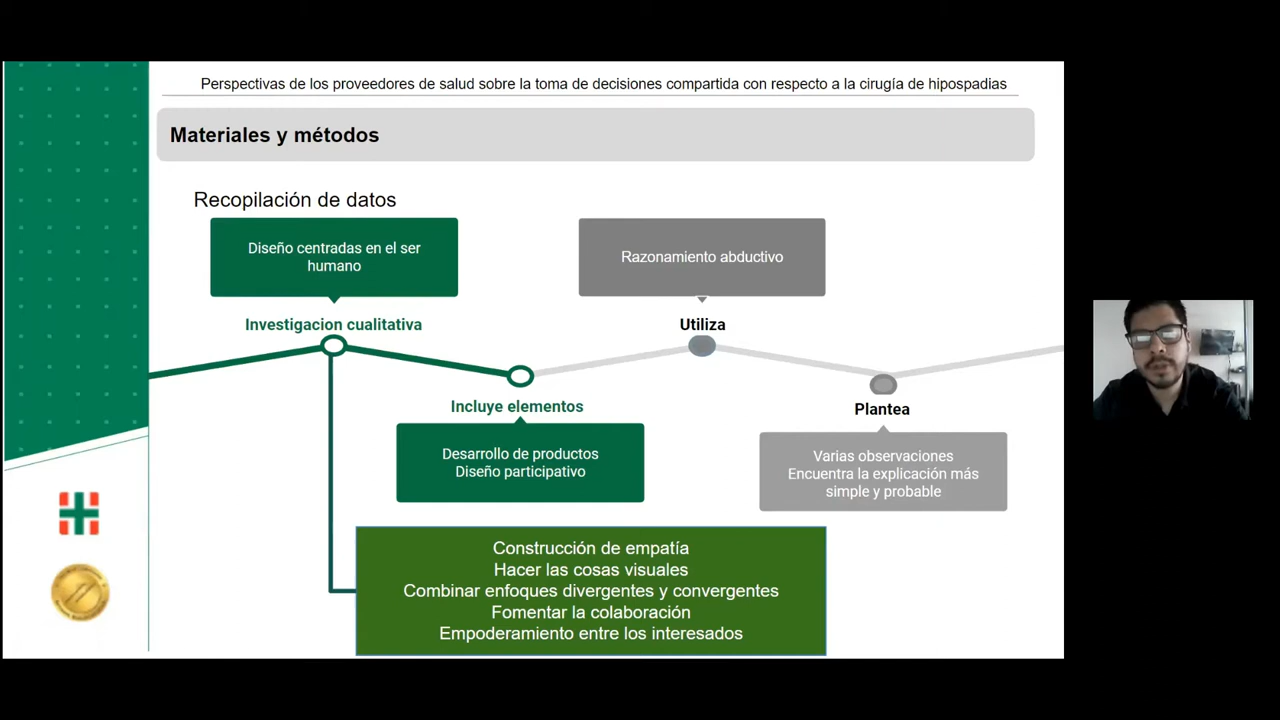 Perspectivas de los proveedores de salud sobre la toma de decisiones compartida con respecto a la cirugía de hipospadias
Materiales y métodos
Recopilación de datos
Diseño centradas en el ser
humano
Investigacion cualitativa
Incluye elementos
Desarrollo de productos
Diseño participativo
Razonamiento abductivo
Utiliza
Plantea
Varias observaciones
Encuentra la explicación más
simple y probable
Construcción de empatía
Hacer las cosas visuales
Combinar enfoques divergentes y convergentes
Fomentar la colaboración
Empoderamiento entre los interesados